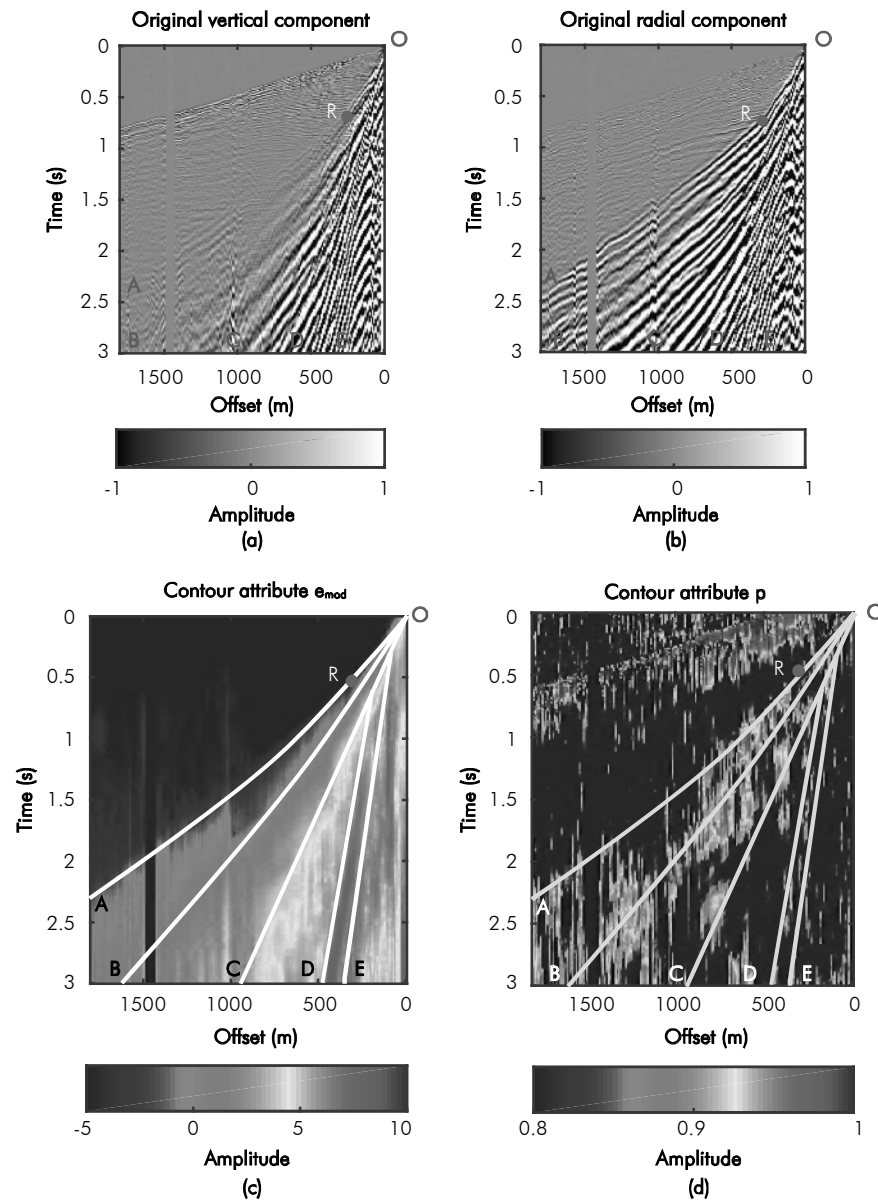 Original vertical component
0
0.5
1
1.5
2
2.5
3
Time (s)
R
A
B
C
D
E
1500 1000 500 0
Offset (m)
-1 0 1
Amplitude
(a)
Original radial component
0
0.5
1
1.5
2
2.5
3
Time (s)
R
A
C
D
1500 1000 500 0
Offset (m)
-1 0 1
Amplitude
(b)
Contour attribute emod
0
0.5
1
1.5
2
2.5
3
Time (s)
R
A
B
C
D
E
1500 1000 500 0
Offset (m)
-5 0 5 10
Amplitude
(c)
Contour attribute p
0
0.5
1
1.5
2
2.5
3
Time (s)
R
A
B
C
D
E
1500 1000 500 0
Offset (m)
0.8 0.9 1
Amplitude
(d)